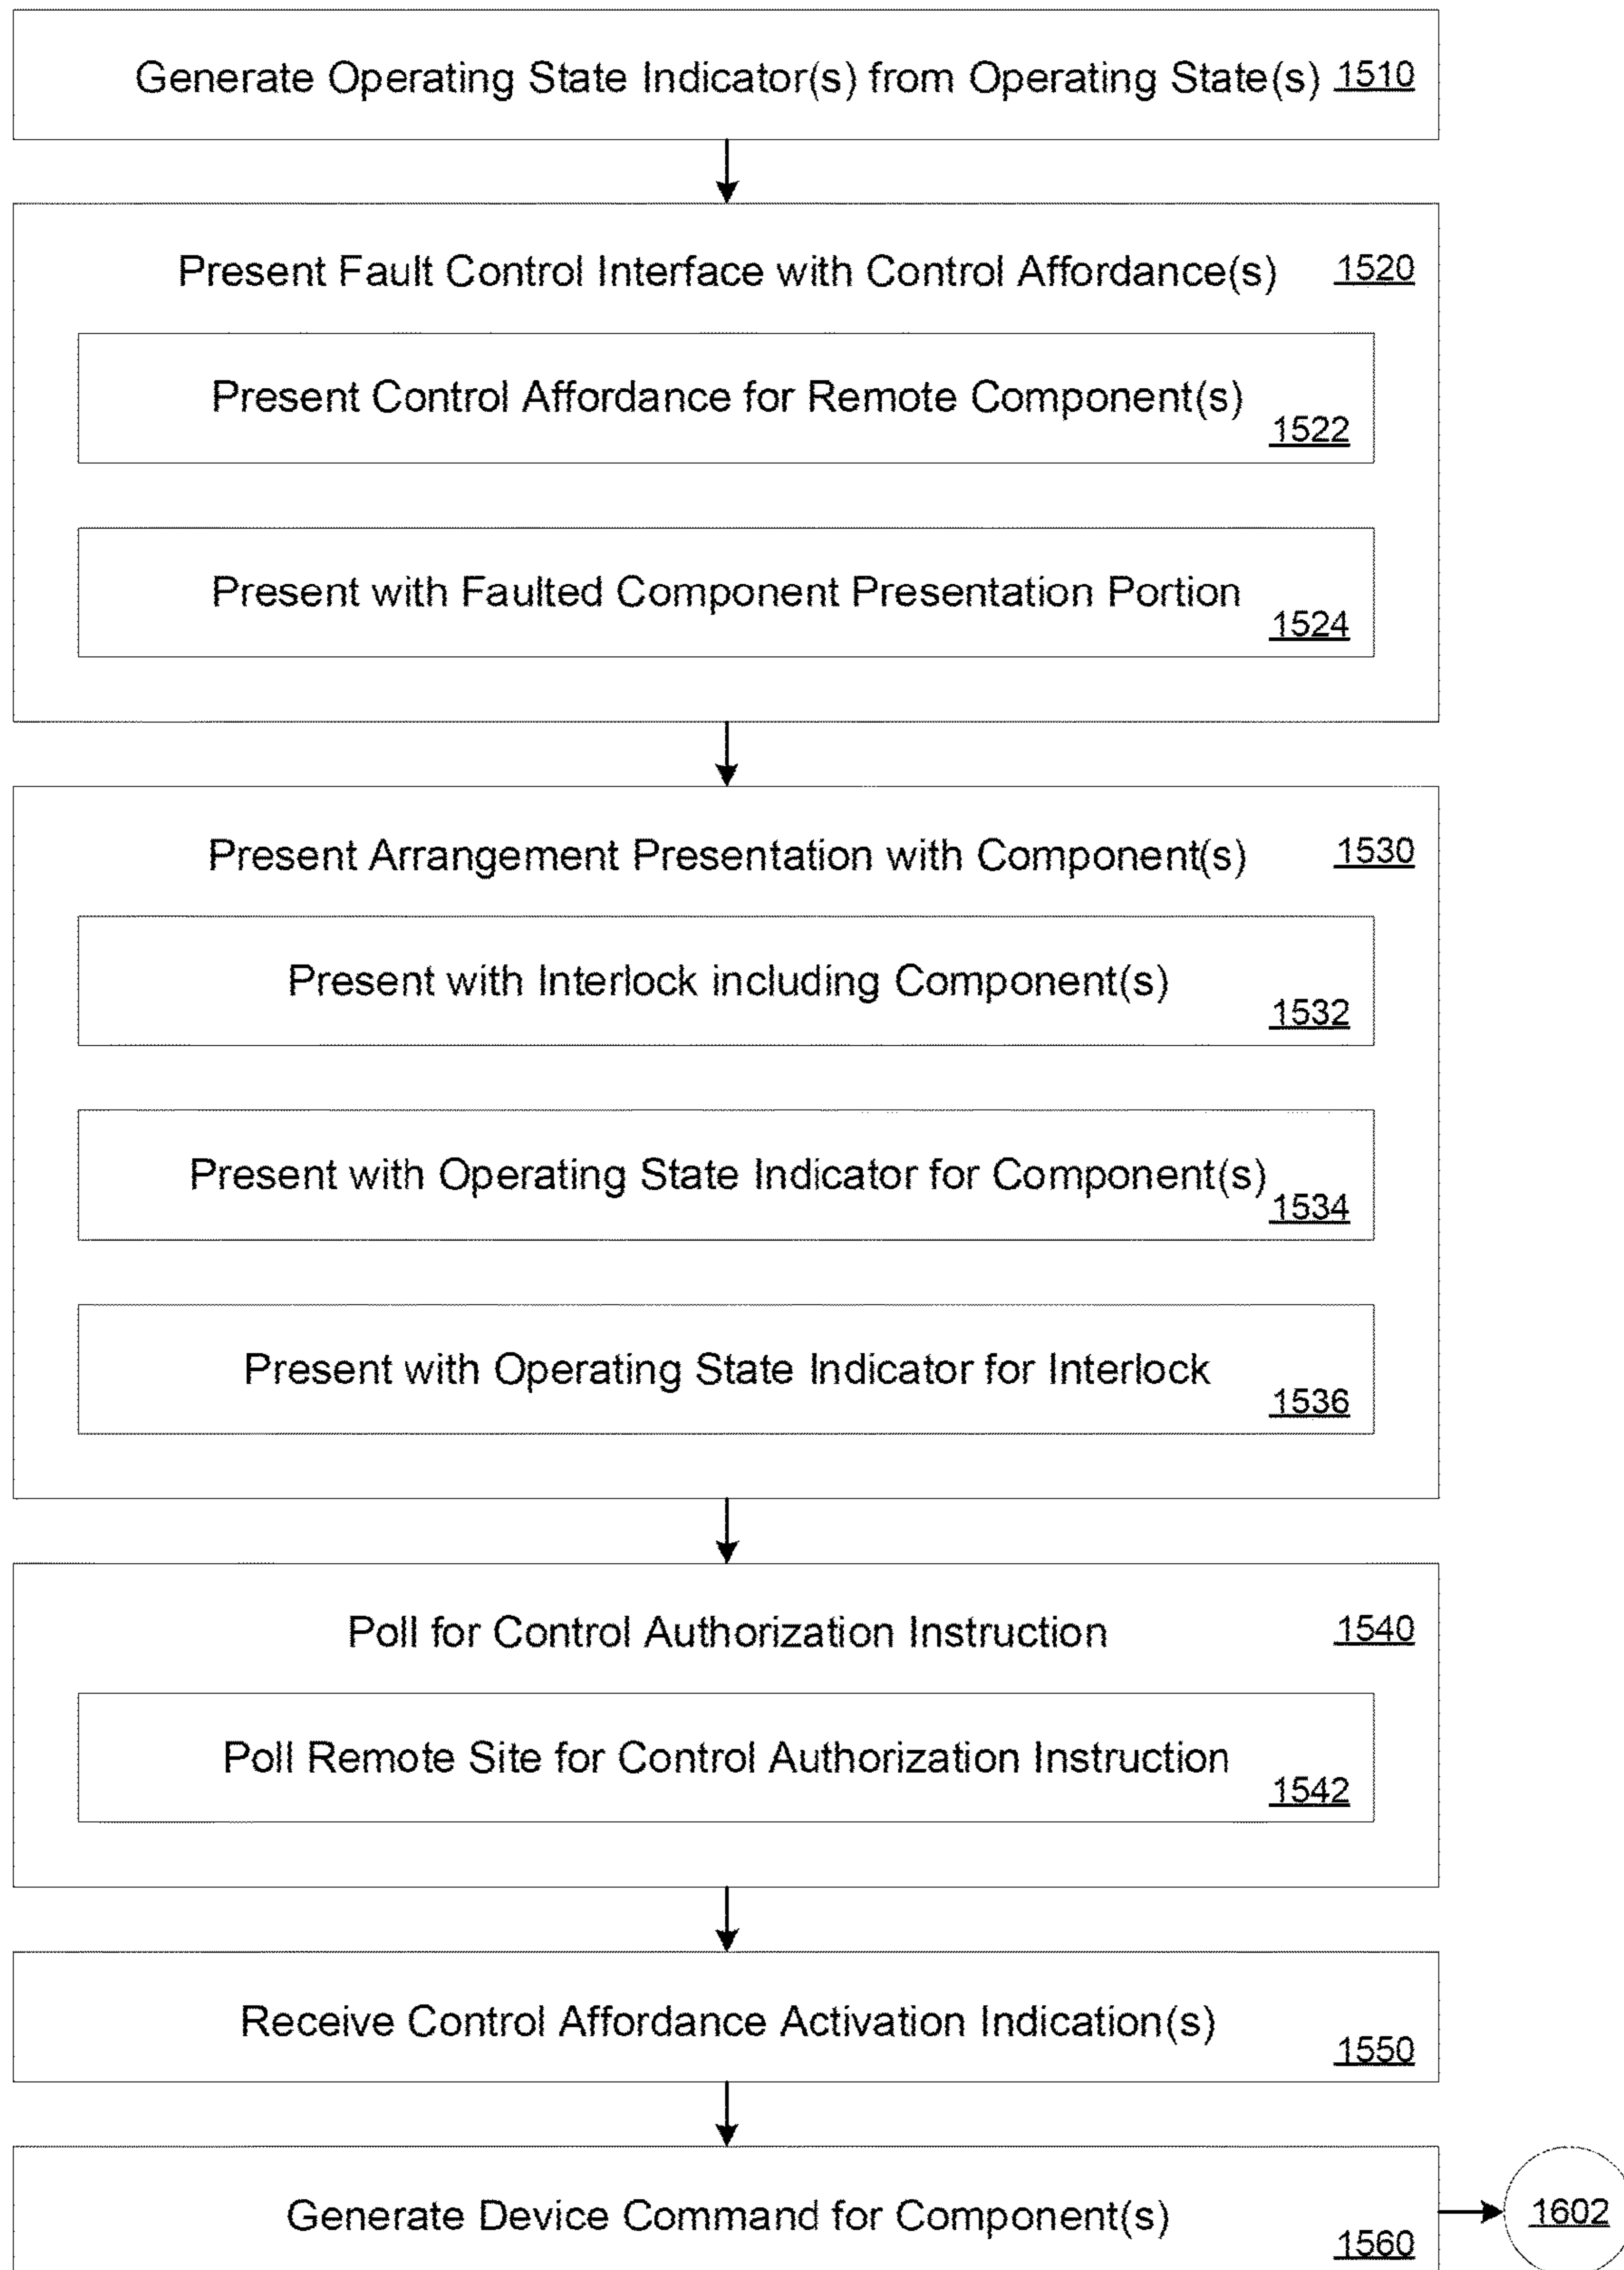 Generate Operating State Indicator(s) from Operating State(s) 1510
Present Fault Control Interface with Control Affordance(s) 1520
Present Control Affordance for Remote Component(s)
1522
Present with Faulted Component Presentation Portion
1524
Present Arrangement Presentation with Component(s) 1530
Present with Interlock including Component(s)
1532
Present with Operating State Indicator for Component(s)
1534
Present with Operating State Indicator for Interlock
1536
Poll for Control Authorization Instruction 1540
Poll Remote Site for Control Authorization Instruction
1542
Receive Control Affordance Activation Indication(s)
1550
Generate Device Command for Component(s)
1560
1602